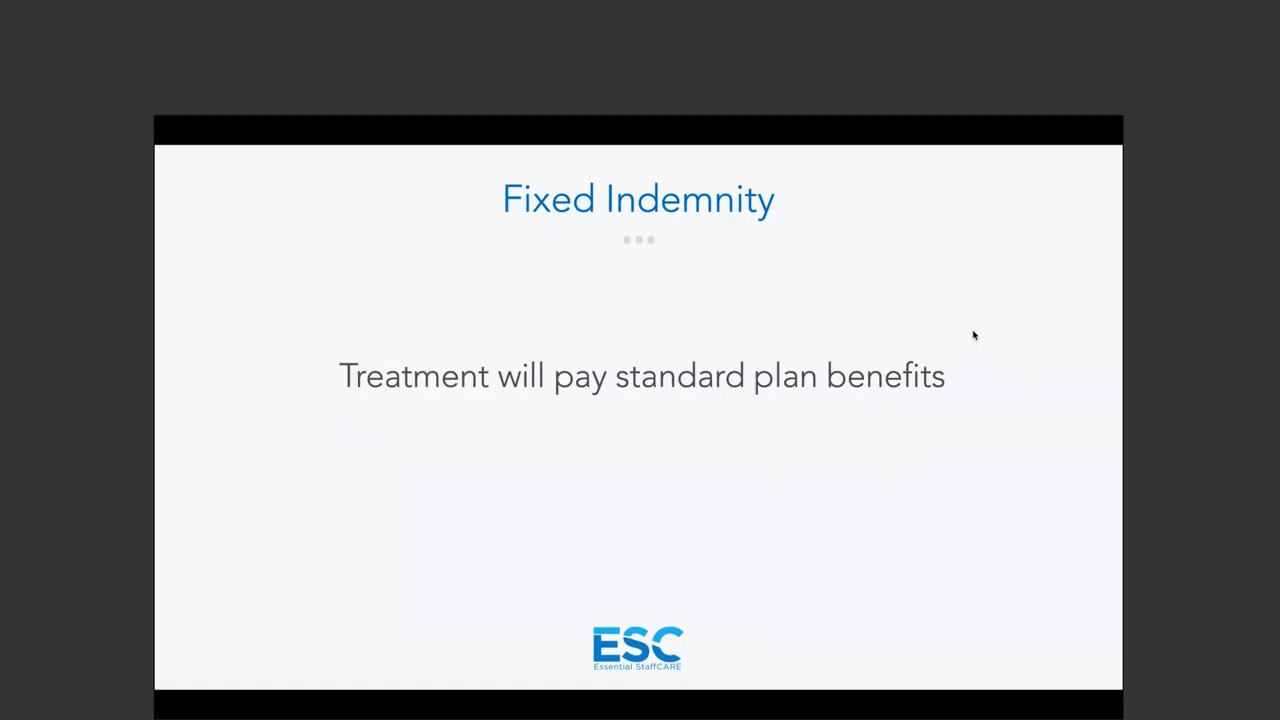 Fixed Indemnity
Treatment will pay standard plan benefits
ESC
Essential StaffCARE